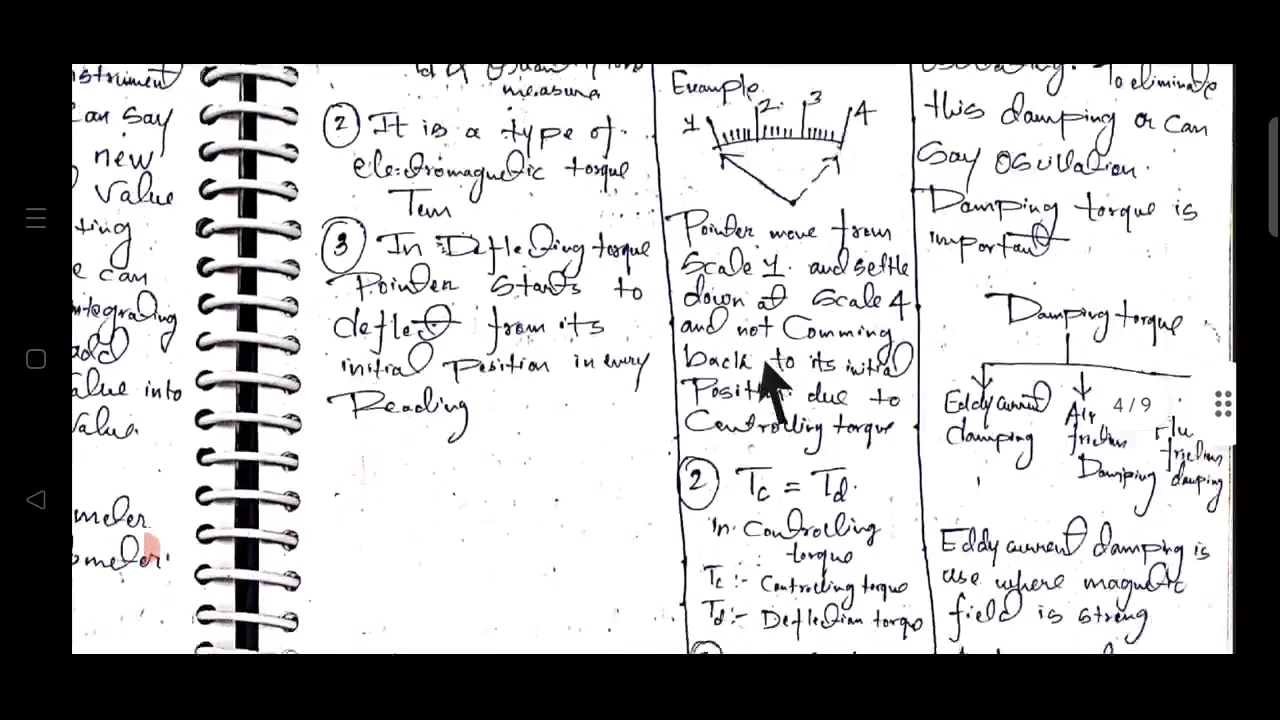 strument
can say
new
value
ting
e can
integrating
add
alue into
value.
meter
ometer.
measure
② It is a type of
electromagnetic torque
Tem
③ In Deflecting torque
Pointer starts to
deflect from its
initial Position in every
Reading
Example
1 2 3 4
Pointer move from
Scale 1. and settle
down at Scale 4
and not Comming
back to its initial
Position due to
Controlling torque
② Tc = Td.
in Controlling
torque
Tc :- Controlling torque
Td :- Deflection torque
To eliminate
this damping or can
Say
Damping torque is
important
Damping torque
Eddy current
damping
Air
friction
Damping
friction
damping
4/9
Eddy current damping is
use where magnetic
field is strong